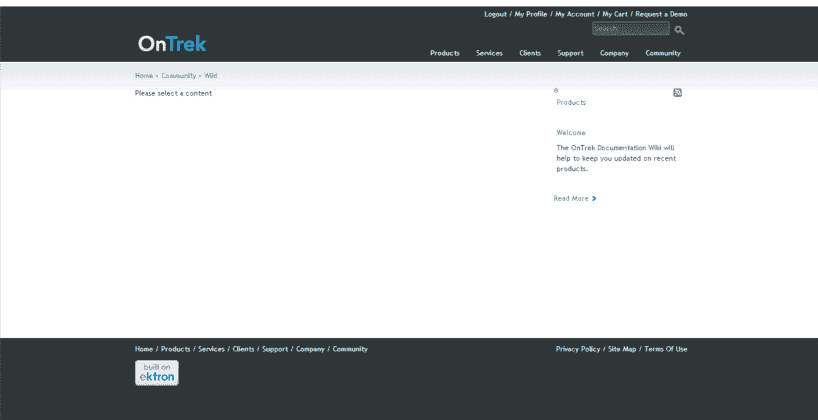 Logout / My Profile / My Account / My Cart / Request a Demo
Search...
OnTrek
Products Services Clients Support Company Community
Home » Community » Wiki
Please select a content
Products
Welcome
The OnTrek Documentation Wiki will
help to keep you updated on recent
products.
Read More >
Home / Products / Services / Clients / Support / Company / Community
Privacy Policy / Site Map / Terms Of Use
built on
ektron